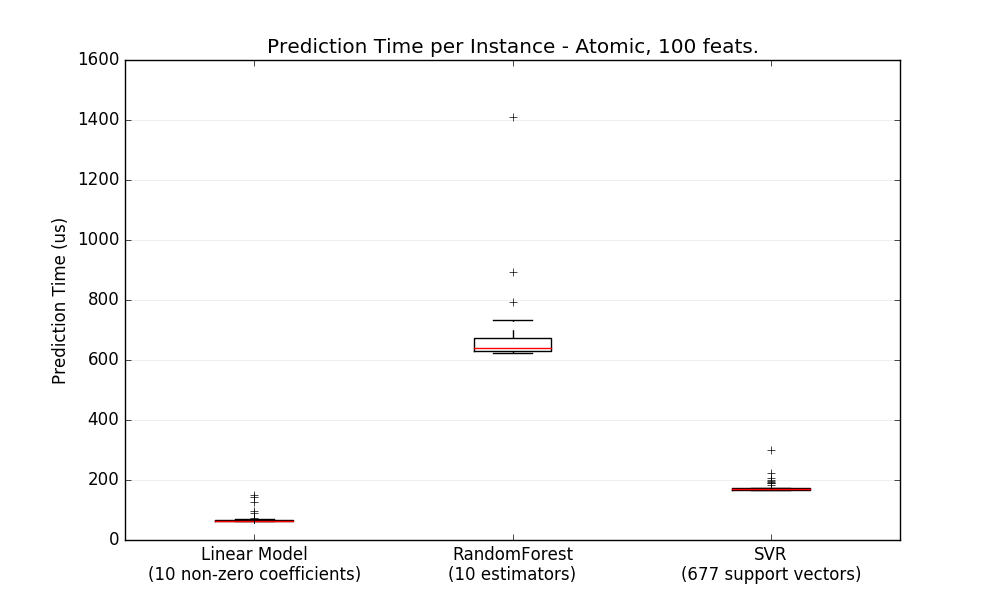 Prediction Time per Instance - Atomic, 100 feats.
1600
1400
1200
1000
800
600
400
200
0
Prediction Time (us)
Linear Model
(10 non-zero coefficients)
RandomForest
(10 estimators)
SVR
(677 support vectors)